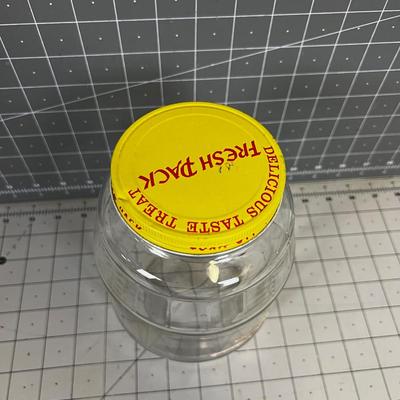 FRESH PACK
DELICIOUS TASTE TREAT